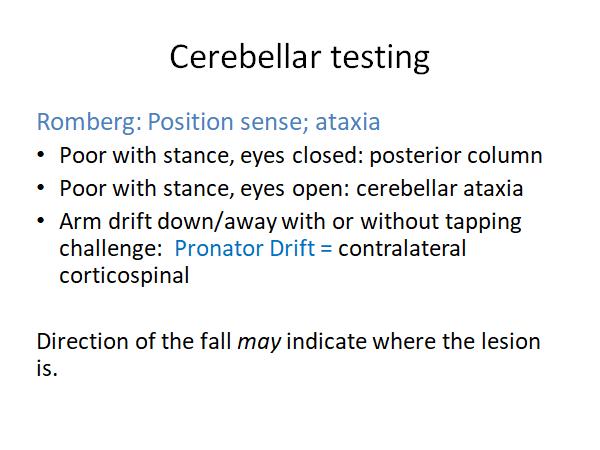 Cerebellar testing
Romberg: Position sense; ataxia
• Poor with stance, eyes closed: posterior column
• Poor with stance, eyes open: cerebellar ataxia
• Arm drift down/away with or without tapping
challenge:  Pronator Drift = contralateral
corticospinal
Direction of the fall may indicate where the lesion
is.